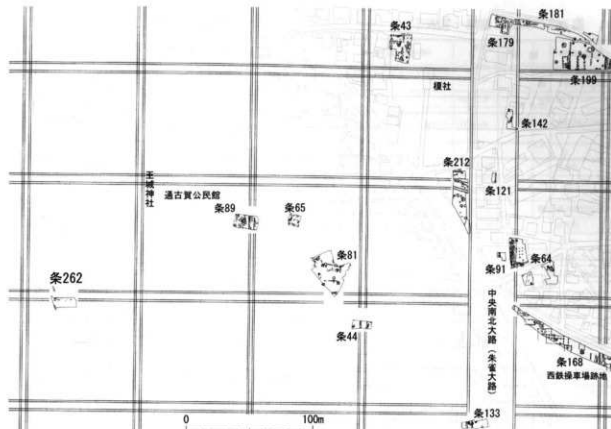 条181
条43
条179
条199
榎社
条142
条212
条121
王城神社
通古賀公民館
条89
条65
条81
条91
条64
条262
中央南北大路(朱雀大路)
条44
条168
西鉄操車場跡地
条133
0
100m